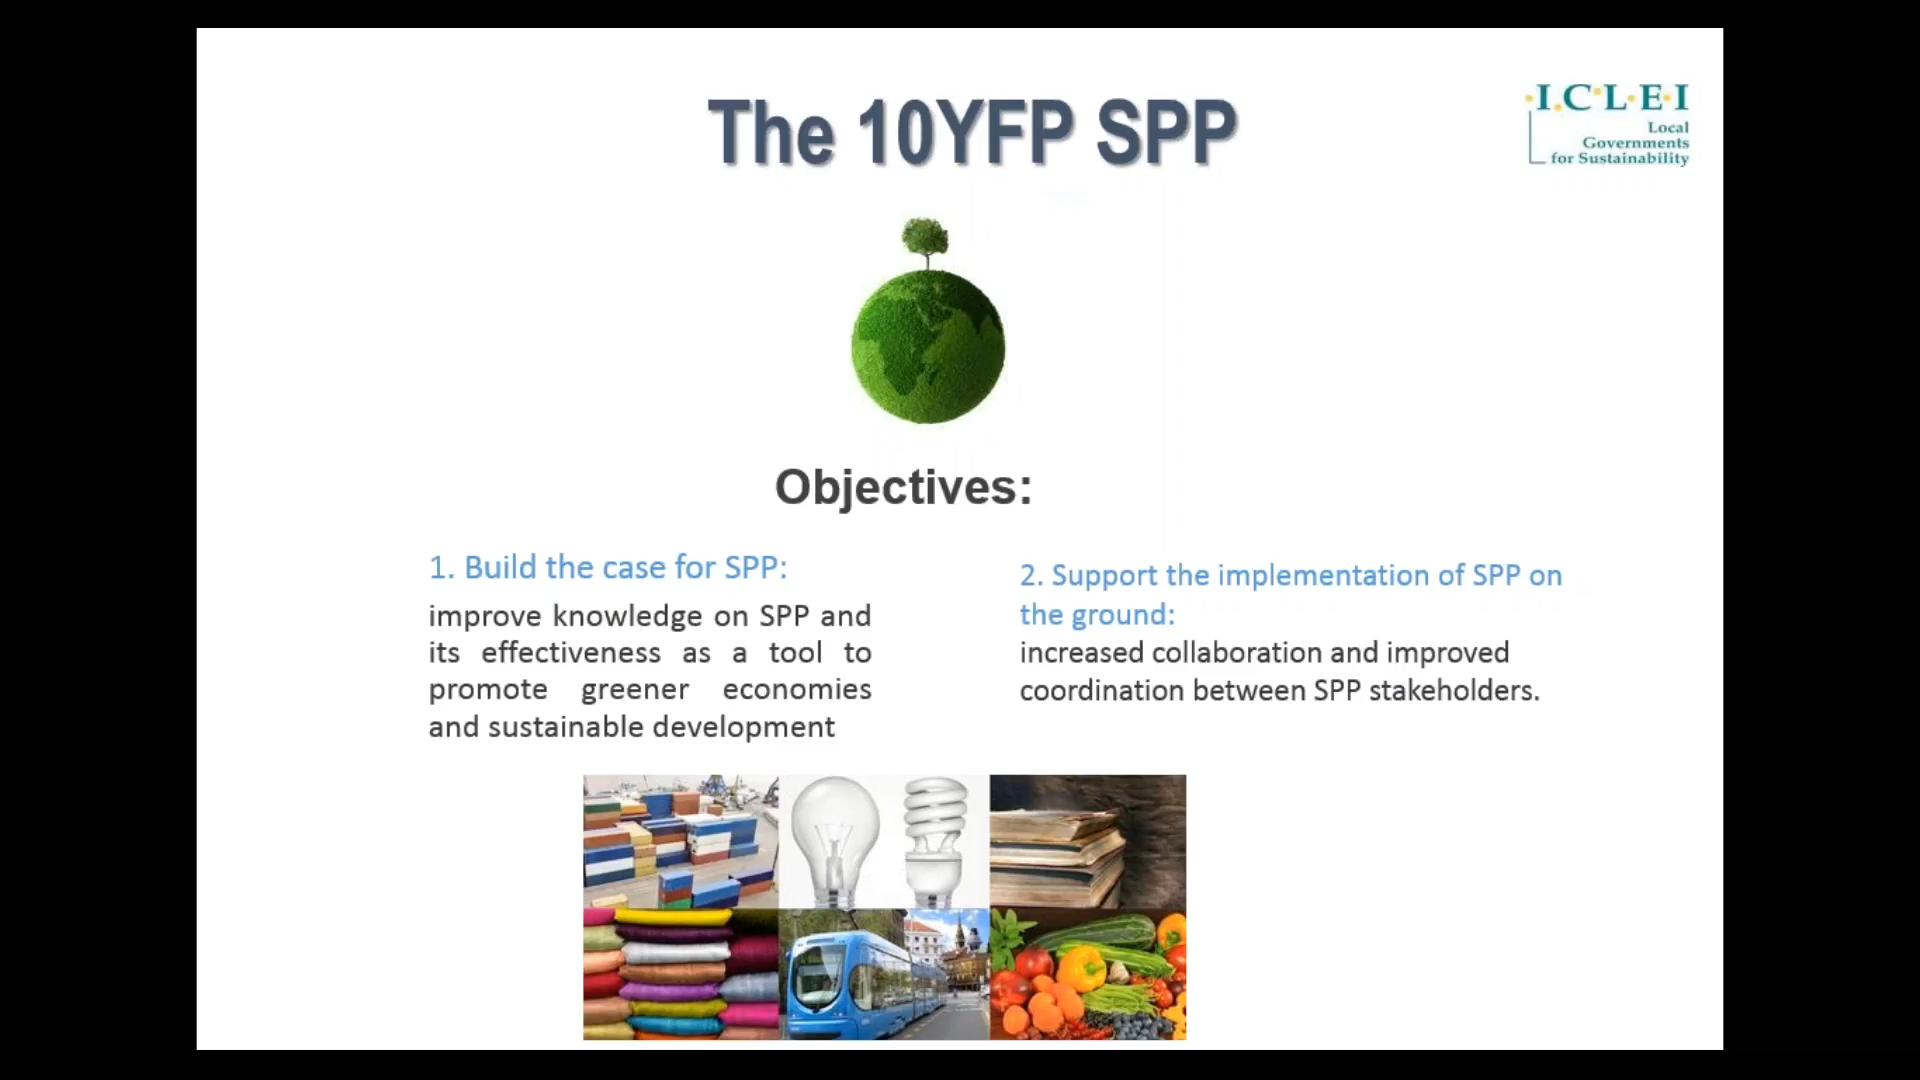 The 10YFP SPP
I.C.L.E.I
Local
Governments
for Sustainability
Objectives:
1. Build the case for SPP:
improve knowledge on SPP and
its effectiveness as a tool to
promote greener economies
and sustainable development
2. Support the implementation of SPP on
the ground:
increased collaboration and improved
coordination between SPP stakeholders.